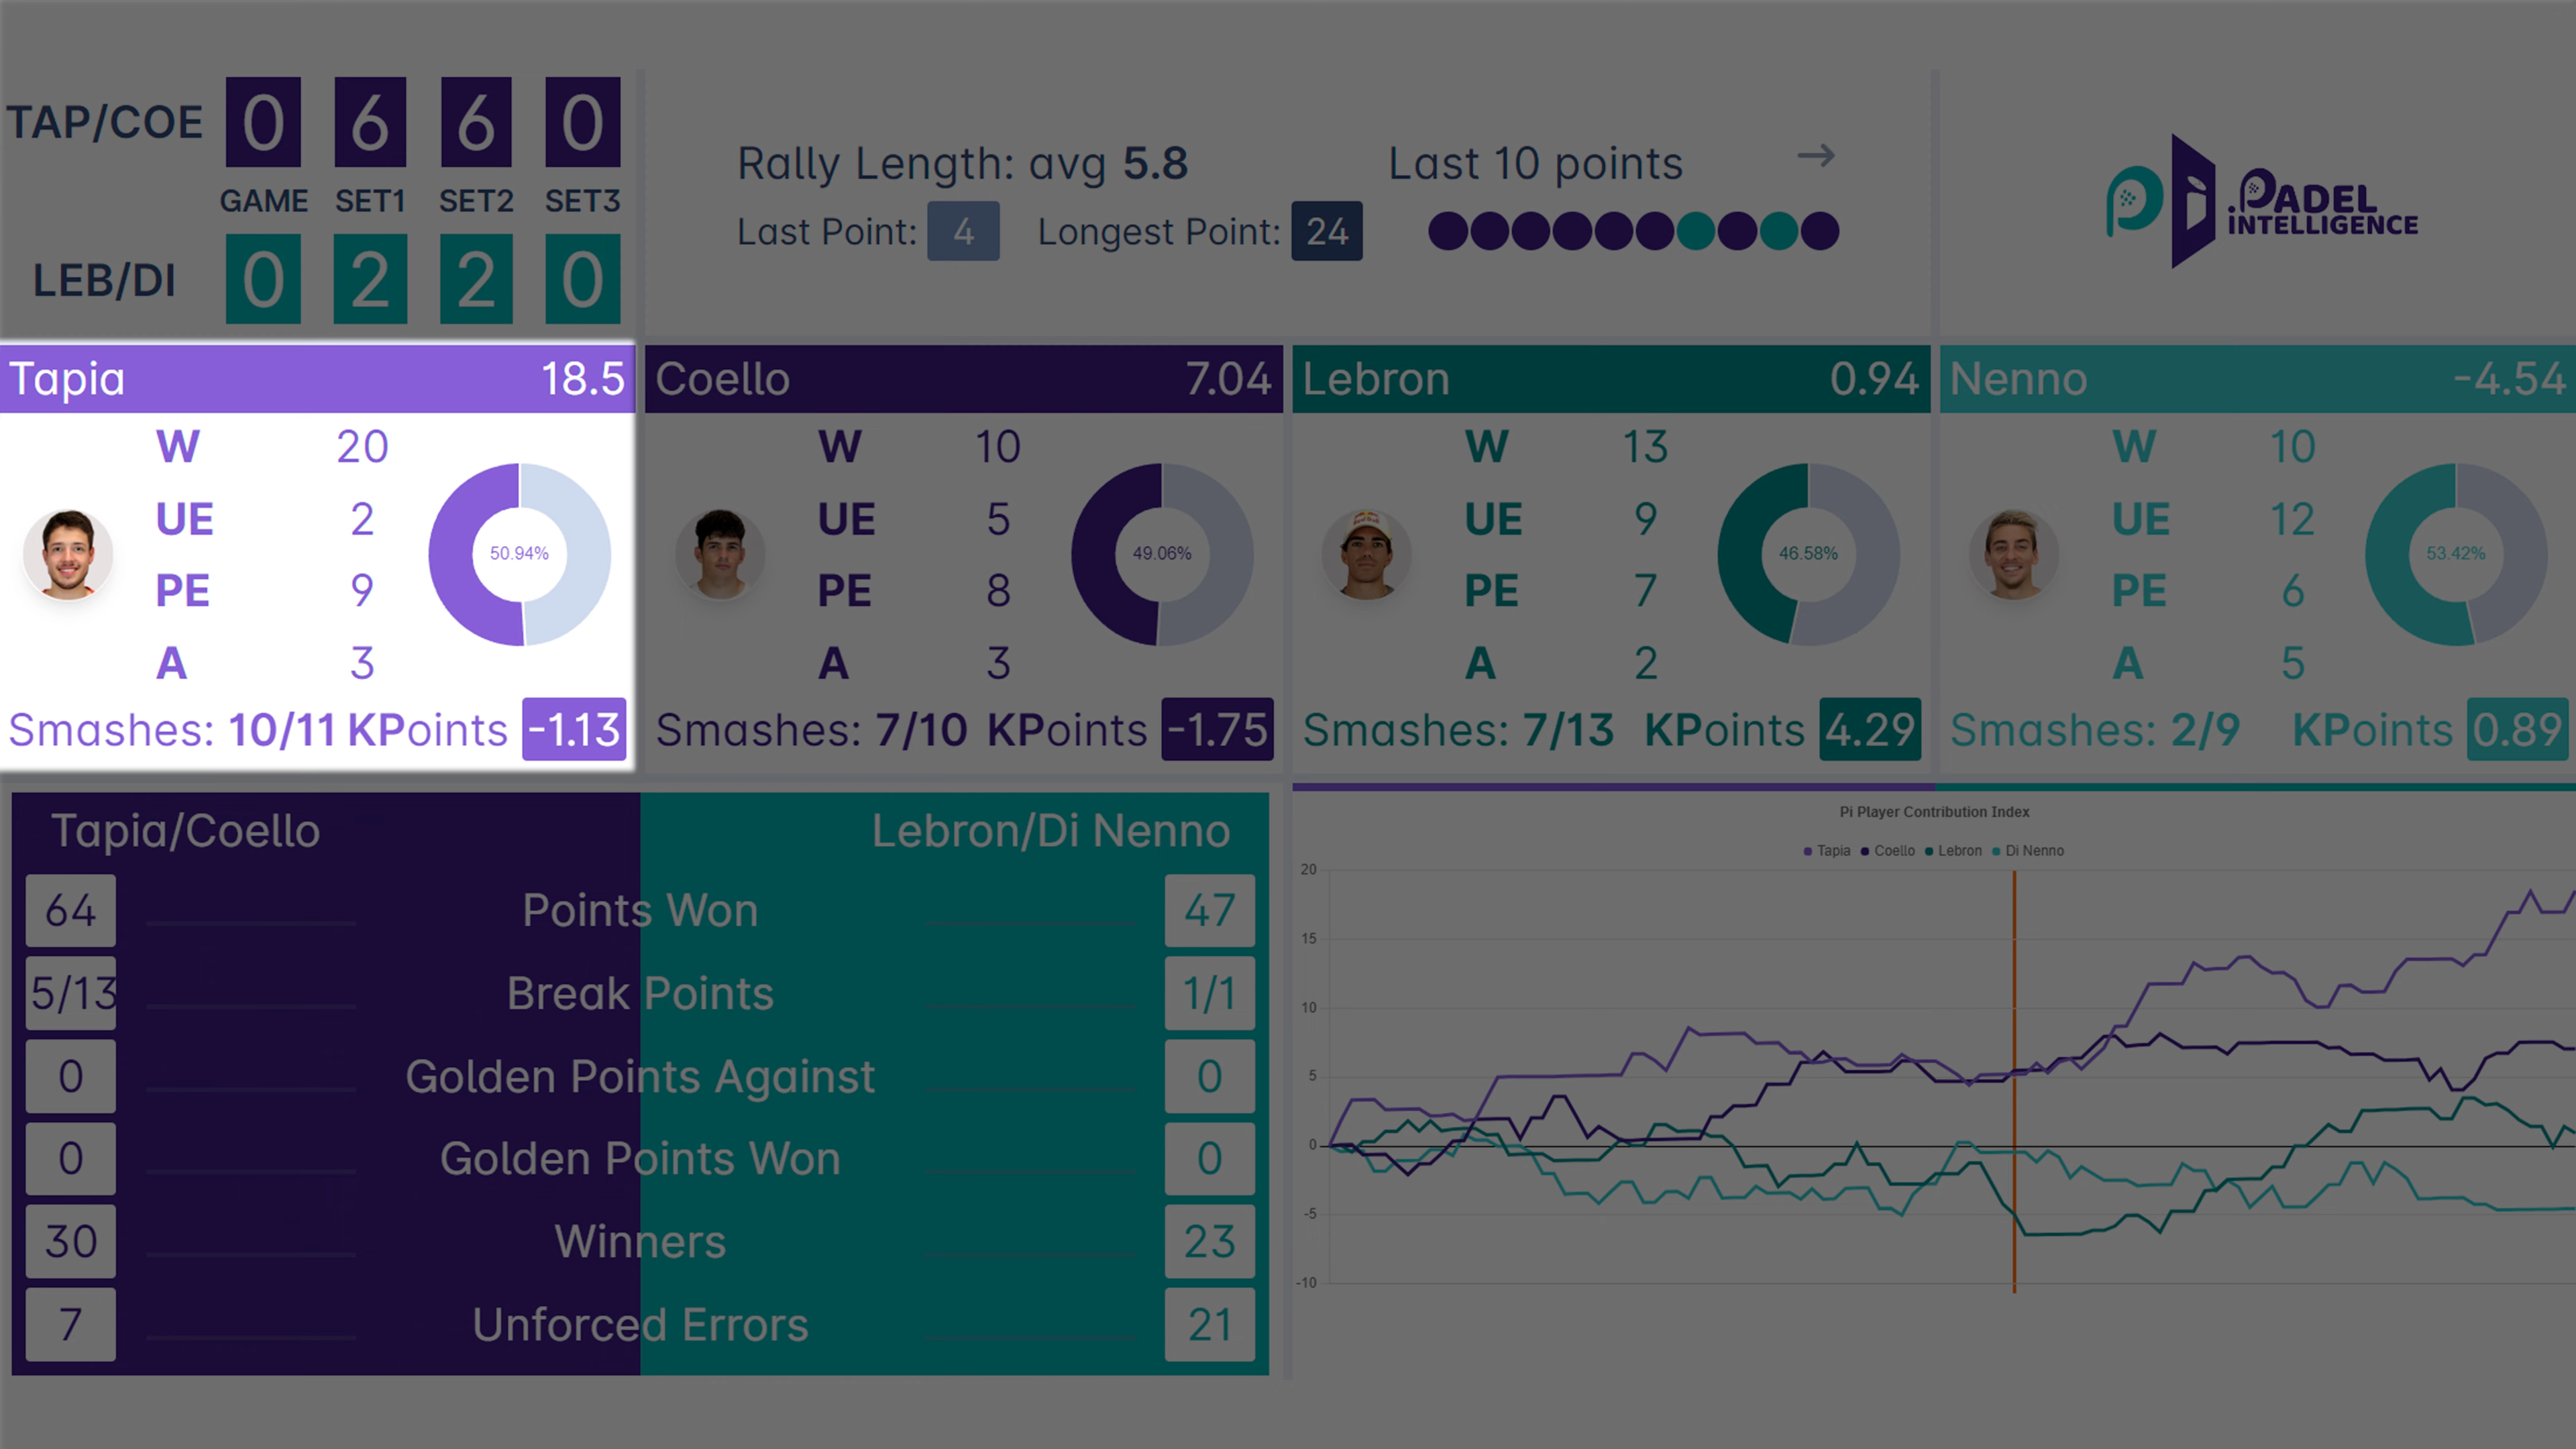 TAP/COE 0 6 6 0
GAME SET1 SET2 SET3
LEB/DI 0 2 2 0
Rally Length: avg 5.8
Last Point: 4 Longest Point: 24
Last 10 points →
PADEL
INTELLIGENCE
Tapia 18.5
W 20
UE 2
PE 9
A 3
50.94%
Smashes: 10/11 KPoints -1.13
Coello 7.04
W 10
UE 5
PE 8
A 3
49.06%
Smashes: 7/10 KPoints -1.75
Lebron 0.94
W 13
UE 9
PE 7
A 2
46.58%
Smashes: 7/13 KPoints 4.29
Nenno -4.54
W 10
UE 12
PE 6
A 5
53.42%
Smashes: 2/9 KPoints 0.89
Tapia/Coello Lebron/Di Nenno
64 Points Won 47
5/13 Break Points 1/1
0 Golden Points Against 0
0 Golden Points Won 0
30 Winners 23
7 Unforced Errors 21
Pi Player Contribution Index
Tapia Coello Lebron Di Nenno
20
15
10
5
0
-5
-10